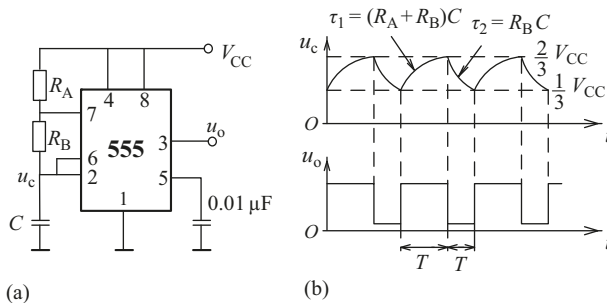 V_CC
R_A
R_B
7
4
8
6
2
555
3
5
1
u_o
u_c
C
0.01 μF
(a)
τ_1 = (R_A + R_B)C
τ_2 = R_B C
u_c
2/3 V_CC
1/3 V_CC
O
t
u_o
O
t
T
T
(b)